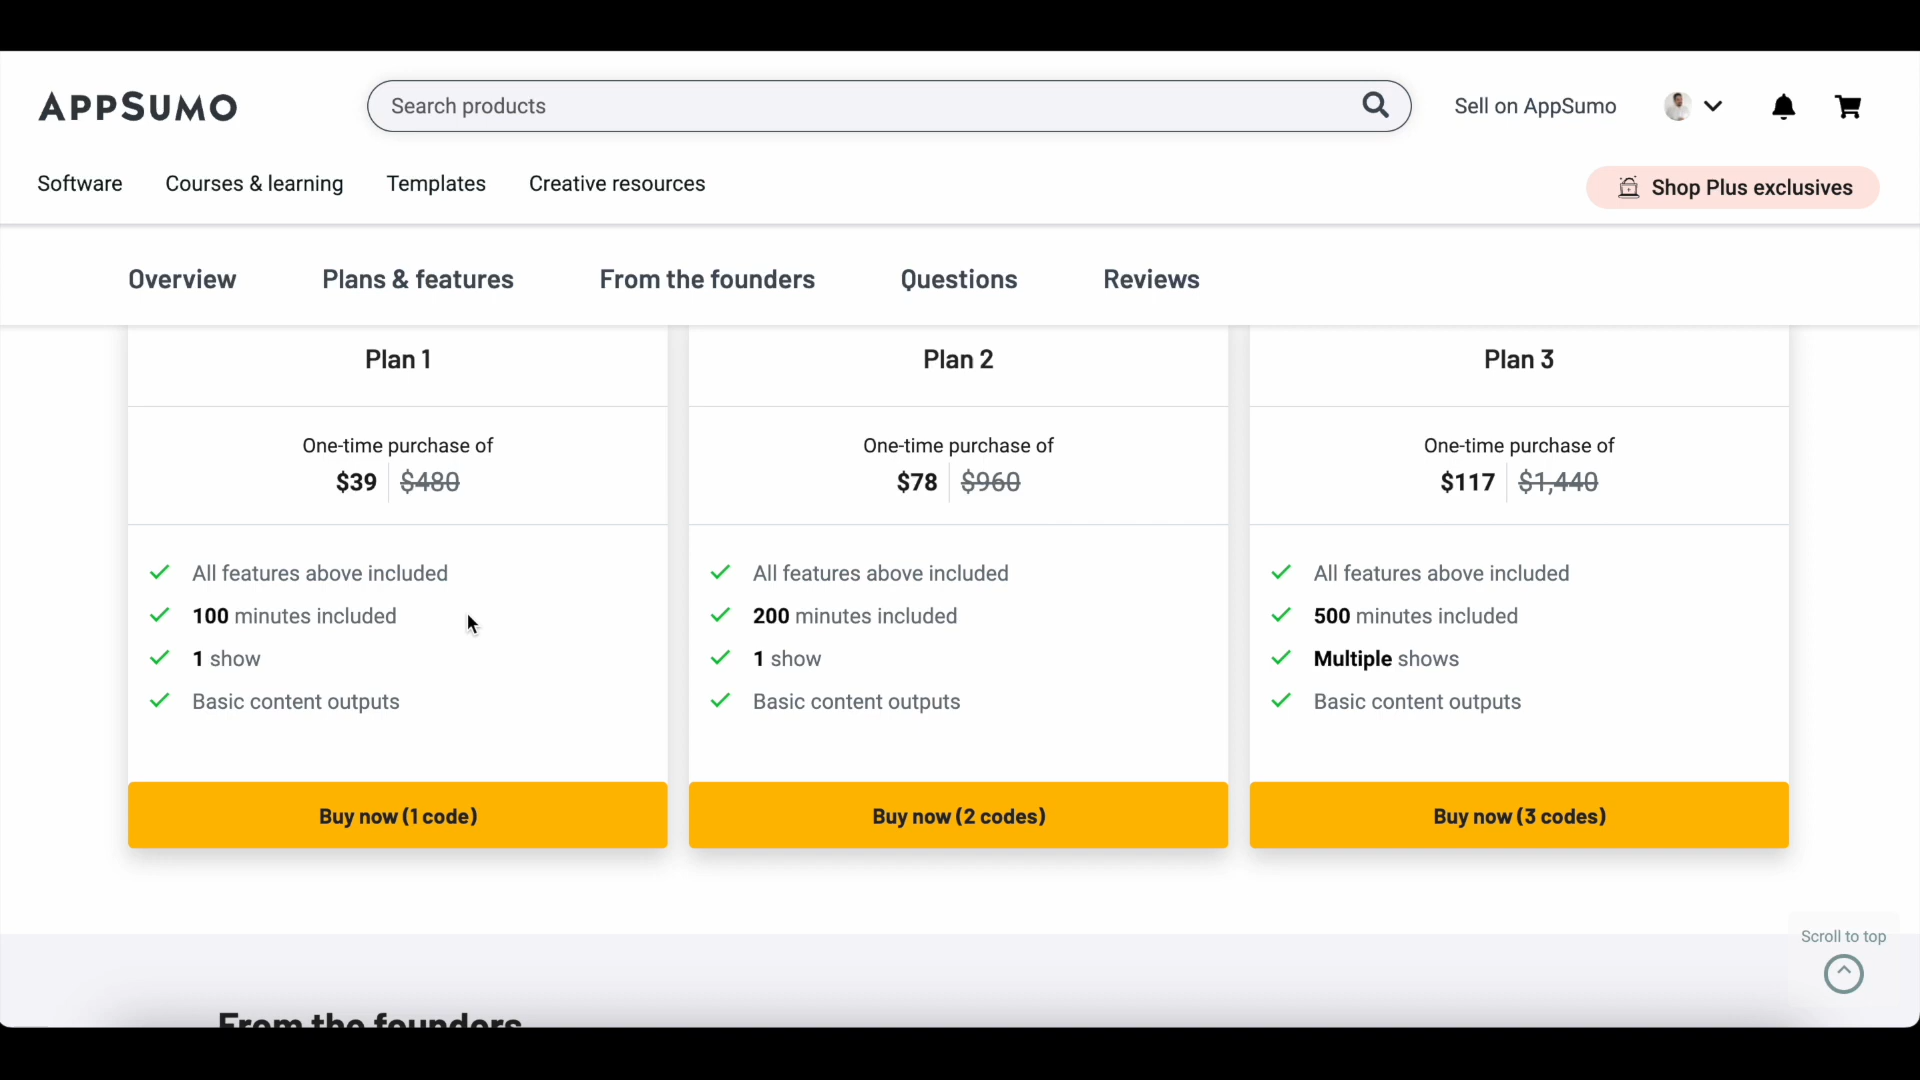 APPSUMO
Search products
Sell on AppSumo
Software
Courses & learning
Templates
Creative resources
Shop Plus exclusives
Overview
Plans & features
From the founders
Questions
Reviews
Plan 1
One-time purchase of
$39 $480
All features above included
100 minutes included
1 show
Basic content outputs
Buy now (1 code)
Plan 2
One-time purchase of
$78 $960
All features above included
200 minutes included
1 show
Basic content outputs
Buy now (2 codes)
Plan 3
One-time purchase of
$117 $1,440
All features above included
500 minutes included
Multiple shows
Basic content outputs
Buy now (3 codes)
Scroll to top
From the founders